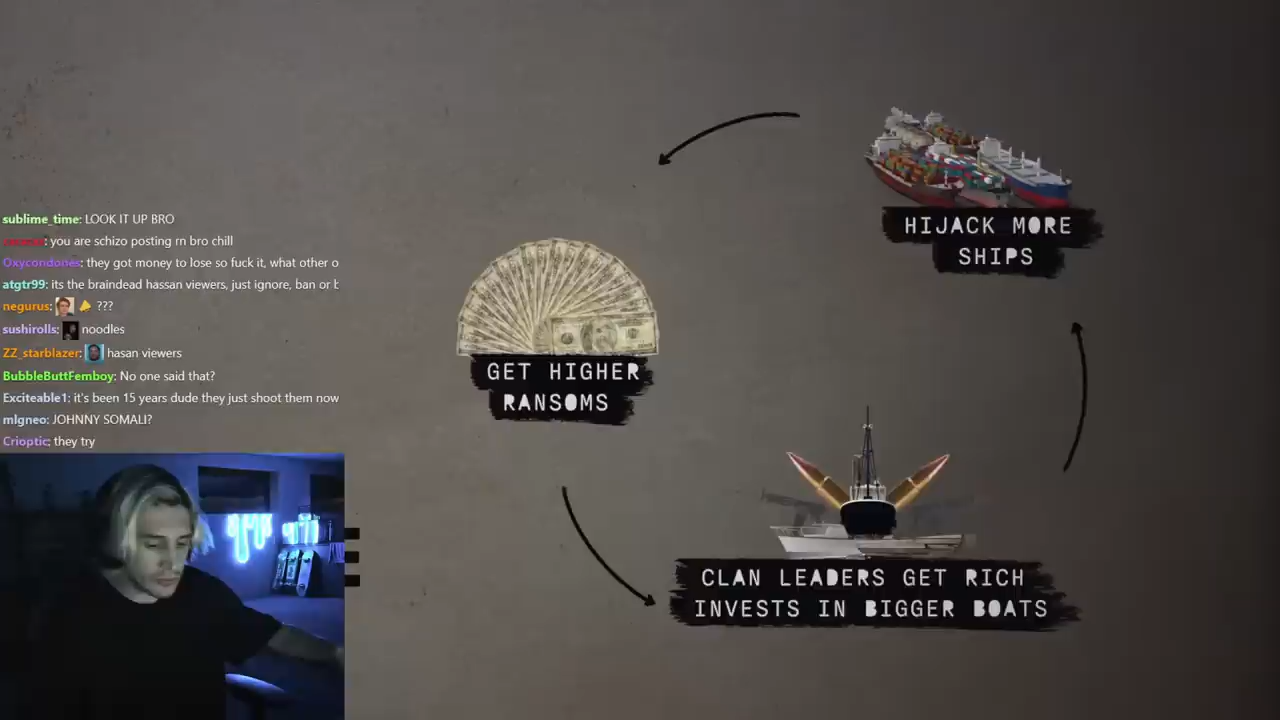 sublime_time: LOOK IT UP BRO
: you are schizo posting rn bro chill
Oxycondones: they got money to lose so fuck it, what other o
atgtr99: its the braindead hassan viewers, just ignore, ban or b
negurus: ???
sushirolls: noodles
ZZ_starblazer: hasan viewers
BubbleButtFemboy: No one said that?
Exciteable1: it's been 15 years dude they just shoot them now
mlgneo: JOHNNY SOMALI?
Crioptic: they try
HIJACK MORE
SHIPS
GET HIGHER
RANSOMS
CLAN LEADERS GET RICH
INVESTS IN BIGGER BOATS